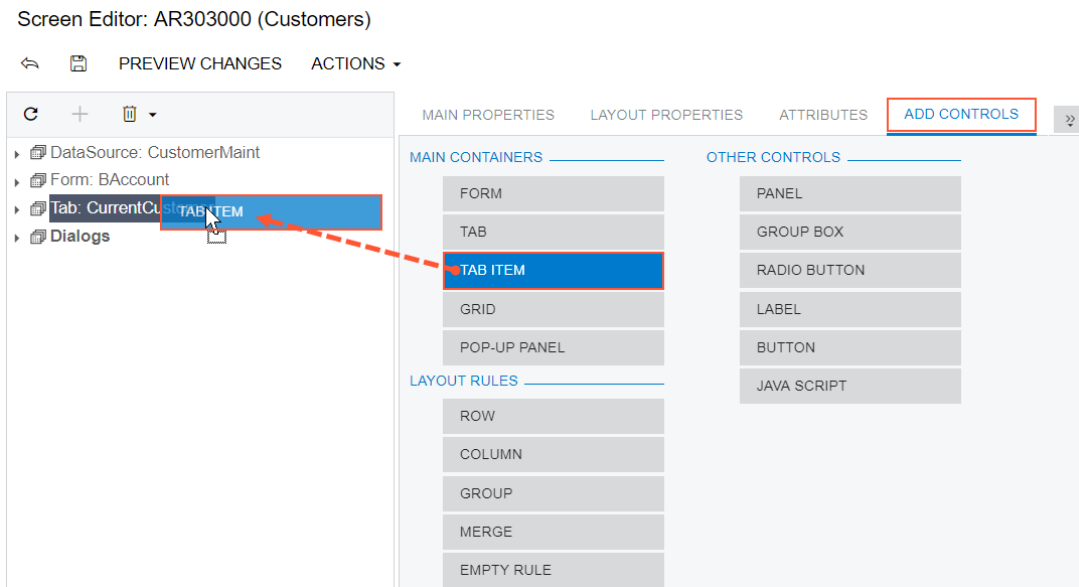 Screen Editor: AR303000 (Customers)
PREVIEW CHANGES ACTIONS
MAIN PROPERTIES LAYOUT PROPERTIES ATTRIBUTES ADD CONTROLS
DataSource: CustomerMaint
Form: BAccount
Tab: CurrentCustomer
TAB ITEM
Dialogs
MAIN CONTAINERS
FORM
TAB
TAB ITEM
GRID
POP-UP PANEL
LAYOUT RULES
ROW
COLUMN
GROUP
MERGE
EMPTY RULE
OTHER CONTROLS
PANEL
GROUP BOX
RADIO BUTTON
LABEL
BUTTON
JAVA SCRIPT